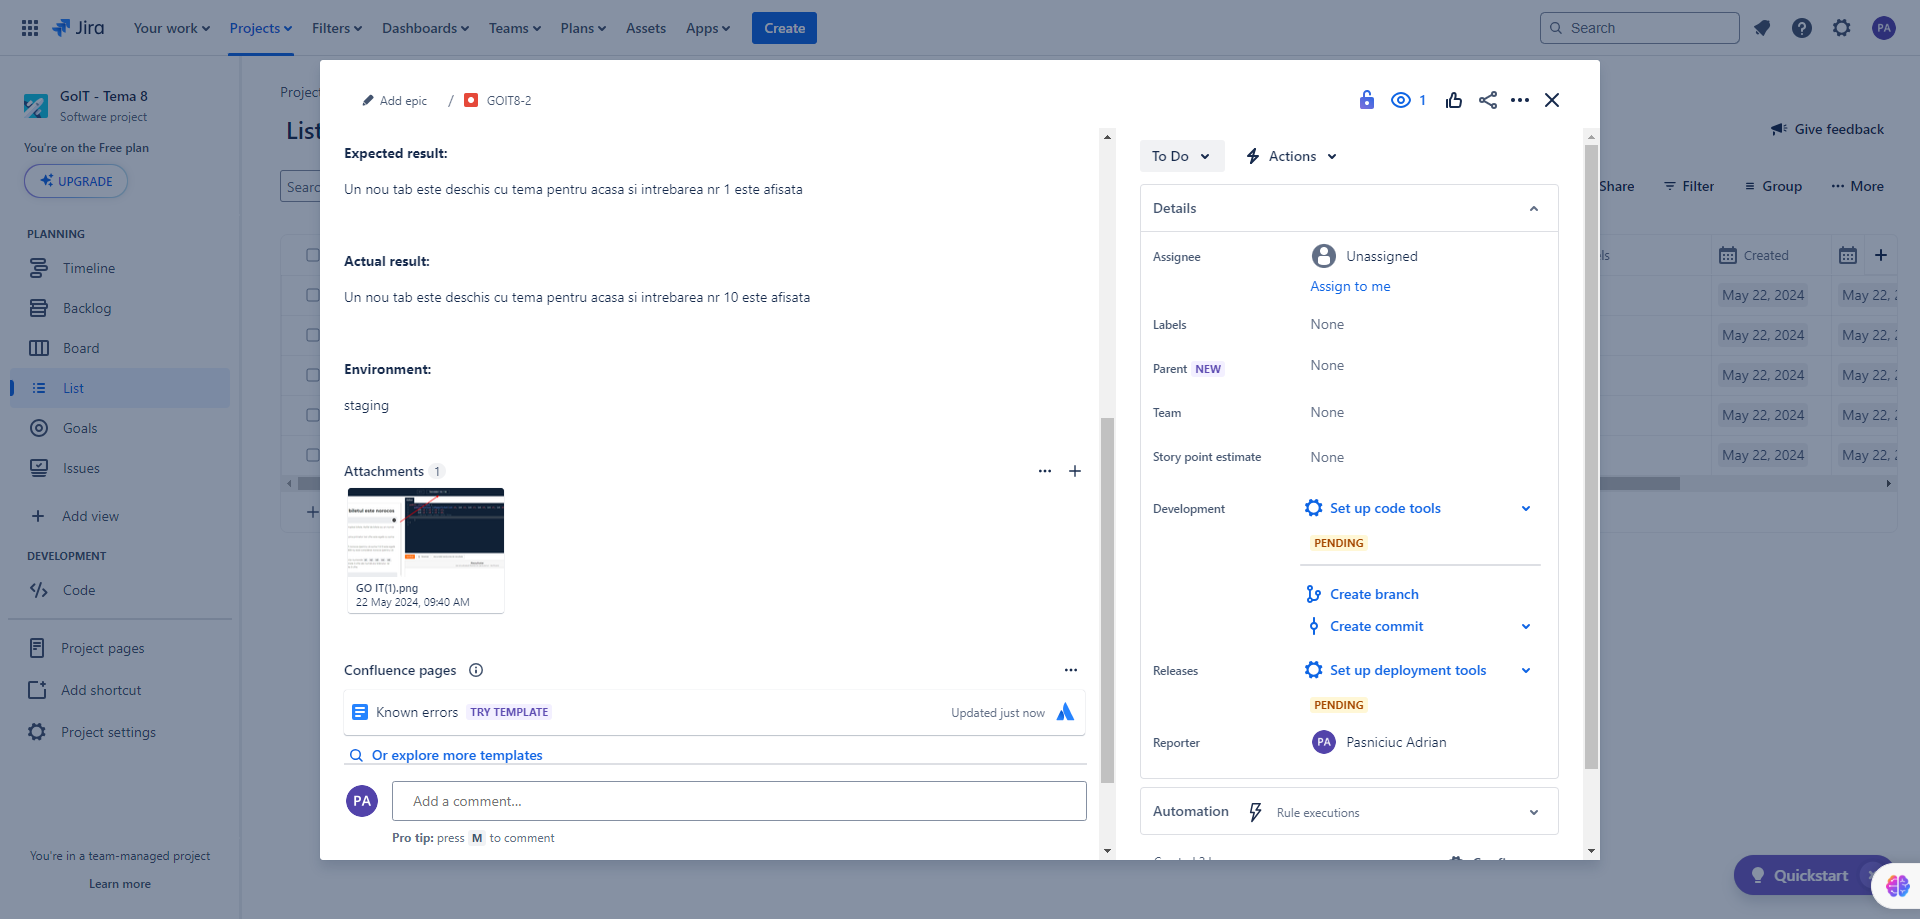 Jira
Your work
Projects
Filters
Dashboards
Teams
Plans
Assets
Apps
Create
Search
PA
GoIT - Tema 8
Software project
You're on the Free plan
UPGRADE
PLANNING
Timeline
Backlog
Board
List
Goals
Issues
Add view
DEVELOPMENT
Code
Project pages
Add shortcut
Project settings
You're in a team-managed project
Learn more
Projec
List
Searc
Give feedback
Share
Filter
Group
More
Created
May 22, 2024
May 22, 2024
May 22, 2024
May 22, 2024
May 22, 2024
May 22,
May 22,
May 22,
May 22,
May 22,
Add epic / GOIT8-2
1
Expected result:
Un nou tab este deschis cu tema pentru acasa si intrebarea nr 1 este afisata
Actual result:
Un nou tab este deschis cu tema pentru acasa si intrebarea nr 10 este afisata
Environment:
staging
Attachments 1
biletul este norocos
GO IT(1).png
22 May 2024, 09:40 AM
Confluence pages
Known errors TRY TEMPLATE
Updated just now
Or explore more templates
PA
Add a comment...
Pro tip: press M to comment
To Do
Actions
Details
Assignee
Unassigned
Assign to me
Labels
None
Parent NEW
None
Team
None
Story point estimate
None
Development
Set up code tools
PENDING
Create branch
Create commit
Releases
Set up deployment tools
PENDING
Reporter
PA Pasniciuc Adrian
Automation
Rule executions
Quickstart